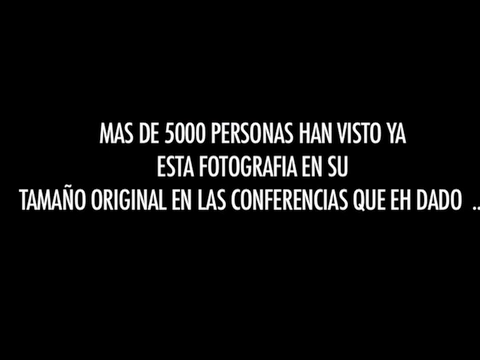 MAS DE 5000 PERSONAS HAN VISTO YA
ESTA FOTOGRAFIA EN SU
TAMAÑO ORIGINAL EN LAS CONFERENCIAS QUE EH DADO ..